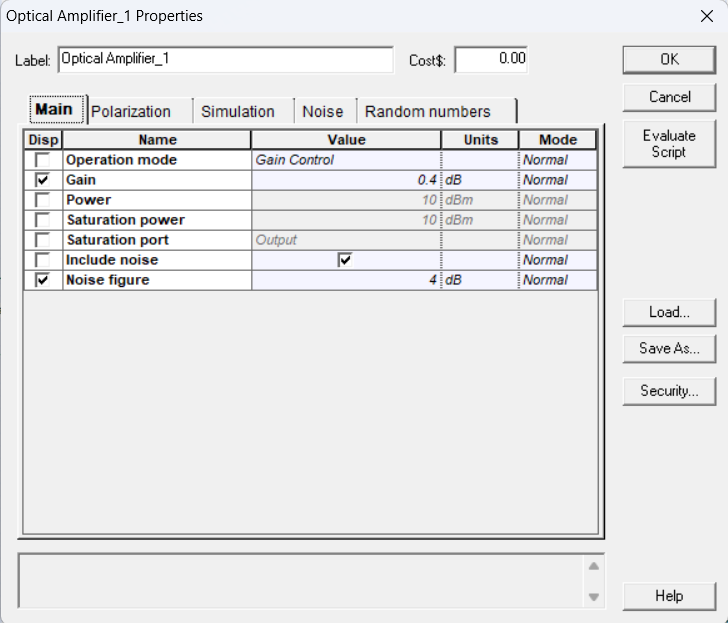 Optical Amplifier_1 Properties
Label: Optical Amplifier_1 Cost$: 0.00 OK
Cancel
Main Polarization Simulation Noise Random numbers
Evaluate Script
Disp Name Value Units Mode
Operation mode Gain Control Normal
Gain 0.4 dB Normal
Power 10 dBm Normal
Saturation power 10 dBm Normal
Saturation port Output Normal
Include noise Normal
Noise figure 4 dB Normal
Load...
Save As...
Security...
Help